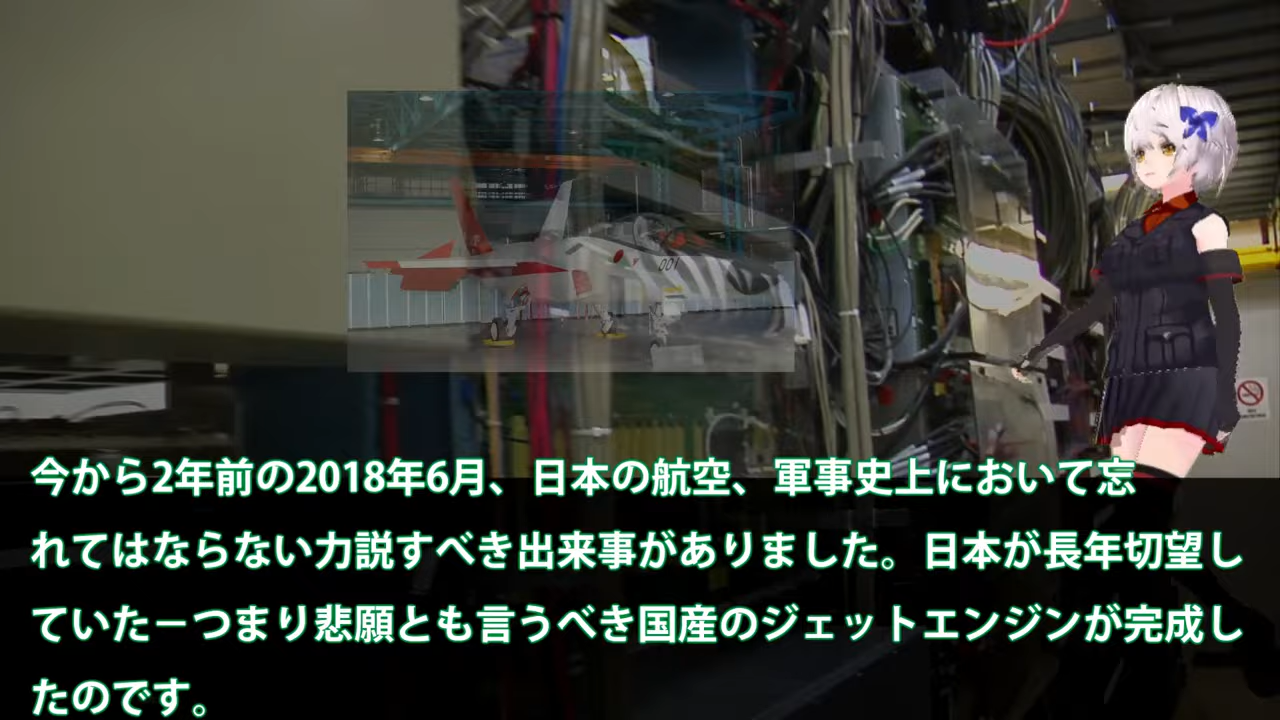 001
今から2年前の2018年6月、日本の航空、軍事史上において忘
れてはならない力説すべき出来事がありました。日本が長年切望し
ていた－つまり悲願とも言うべき国産のジェットエンジンが完成し
たのです。